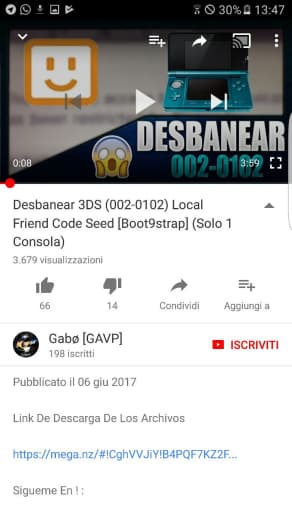 30% 13:47
DESBANEAR
002-0102
0:08
3:59
Desbanear 3DS (002-0102) Local
Friend Code Seed [Boot9strap] (Solo 1
Consola)
3.679 visualizzazioni
66
14
Condividi
Aggiungi a
Gabø [GAVP]
198 iscritti
ISCRIVITI
Pubblicato il 06 giu 2017
Link De Descarga De Los Archivos
https://mega.nz/#!CghVVJiY!B4PQF7KZ2F...
Sigueme En ! :